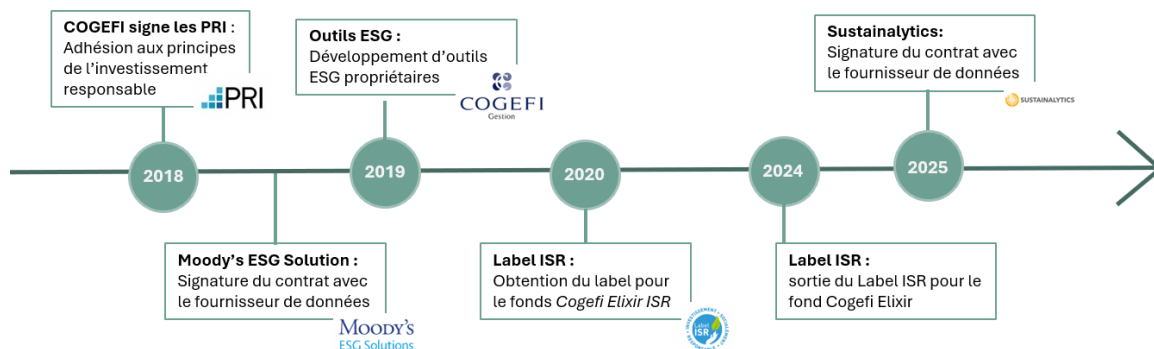 COGEFI signe les PRI :
Adhésion aux principes
de l’investissement
responsable
PRI
Outils ESG :
Développement d’outils
ESG propriétaires
COGEFI
Gestion
Sustainalytics:
Signature du contrat avec
le fournisseur de données
SUSTAINALYTICS
2018
2019
2020
2024
2025
Moody’s ESG Solution :
Signature du contrat avec
le fournisseur de données
MOODY’S
ESG Solutions
Label ISR :
Obtention du label pour
le fonds Cogefi Elixir ISR
Label
ISR
Label ISR :
sortie du Label ISR pour le
fond Cogefi Elixir